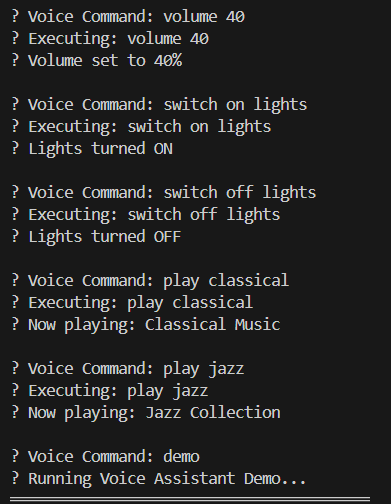 ? Voice Command: volume 40
? Executing: volume 40
? Volume set to 40%
? Voice Command: switch on lights
? Executing: switch on lights
? Lights turned ON
? Voice Command: switch off lights
? Executing: switch off lights
? Lights turned OFF
? Voice Command: play classical
? Executing: play classical
? Now playing: Classical Music
? Voice Command: play jazz
? Executing: play jazz
? Now playing: Jazz Collection
? Voice Command: demo
? Running Voice Assistant Demo...
========================================